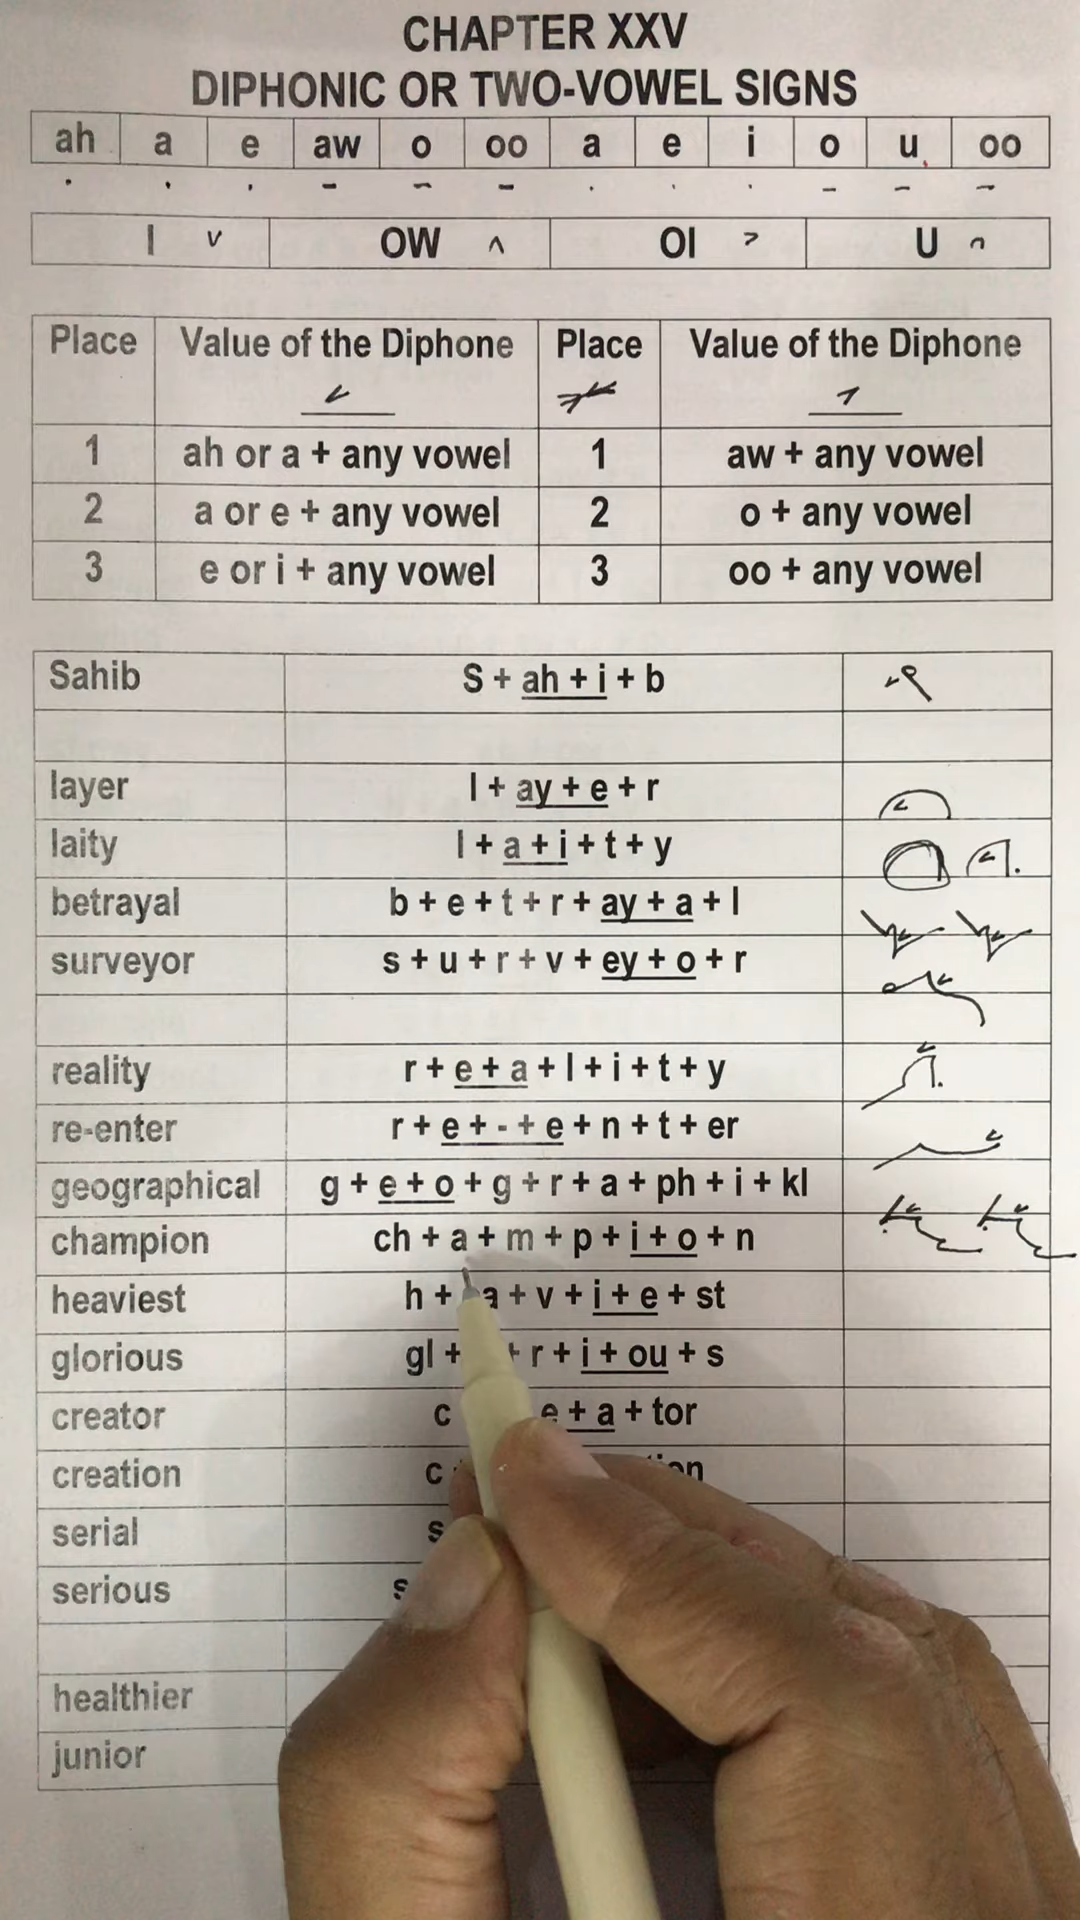 CHAPTER XXV
DIPHONIC OR TWO-VOWEL SIGNS
ah a e aw o oo a e i o u oo
I OW OI U
Place Value of the Diphone Place Value of the Diphone
1 ah or a + any vowel 1 aw + any vowel
2 a or e + any vowel 2 o + any vowel
3 e or i + any vowel 3 oo + any vowel
Sahib S + ah + i + b
layer l + ay + e + r
laity l + a + i + t + y
betrayal b + e + t + r + ay + a + l
surveyor s + u + r + v + ey + o + r
reality r + e + a + l + i + t + y
re-enter r + e + - + e + n + t + er
geographical g + e + o + g + r + a + ph + i + kl
champion ch + a + m + p + i + o + n
heaviest h + a + v + i + e + st
glorious gl + + r + i + ou + s
creator c e + a + tor
creation c
serial s
serious s
healthier
junior